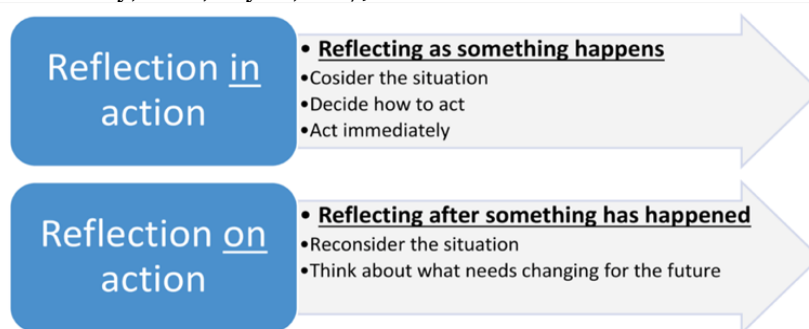 Reflection in
action
• Reflecting as something happens
•Cosider the situation
•Decide how to act
•Act immediately
Reflection on
action
• Reflecting after something has happened
•Reconsider the situation
•Think about what needs changing for the future